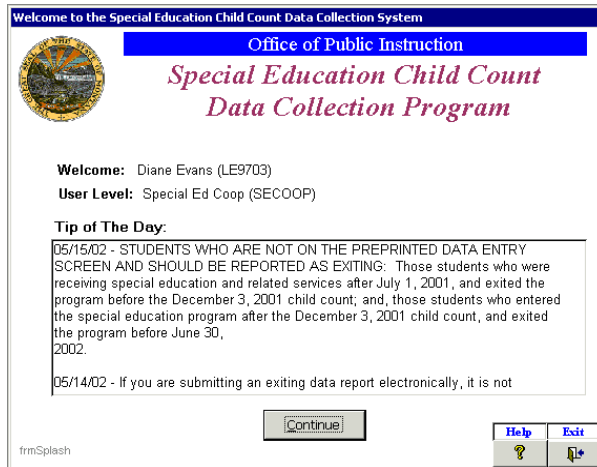 Welcome to the Special Education Child Count Data Collection System
Office of Public Instruction
Special Education Child Count
Data Collection Program
Welcome: Diane Evans (LE9703)
User Level: Special Ed Coop (SECOOP)
Tip of The Day:
05/15/02 - STUDENTS WHO ARE NOT ON THE PREPRINTED DATA ENTRY
SCREEN AND SHOULD BE REPORTED AS EXITING: Those students who were
receiving special education and related services after July 1, 2001, and exited the
program before the December 3, 2001 child count; and, those students who entered
the special education program after the December 3, 2001 child count, and exited
the program before June 30,
2002.
05/14/02 - If you are submitting an exiting data report electronically, it is not
Continue
Help Exit
frmSplash